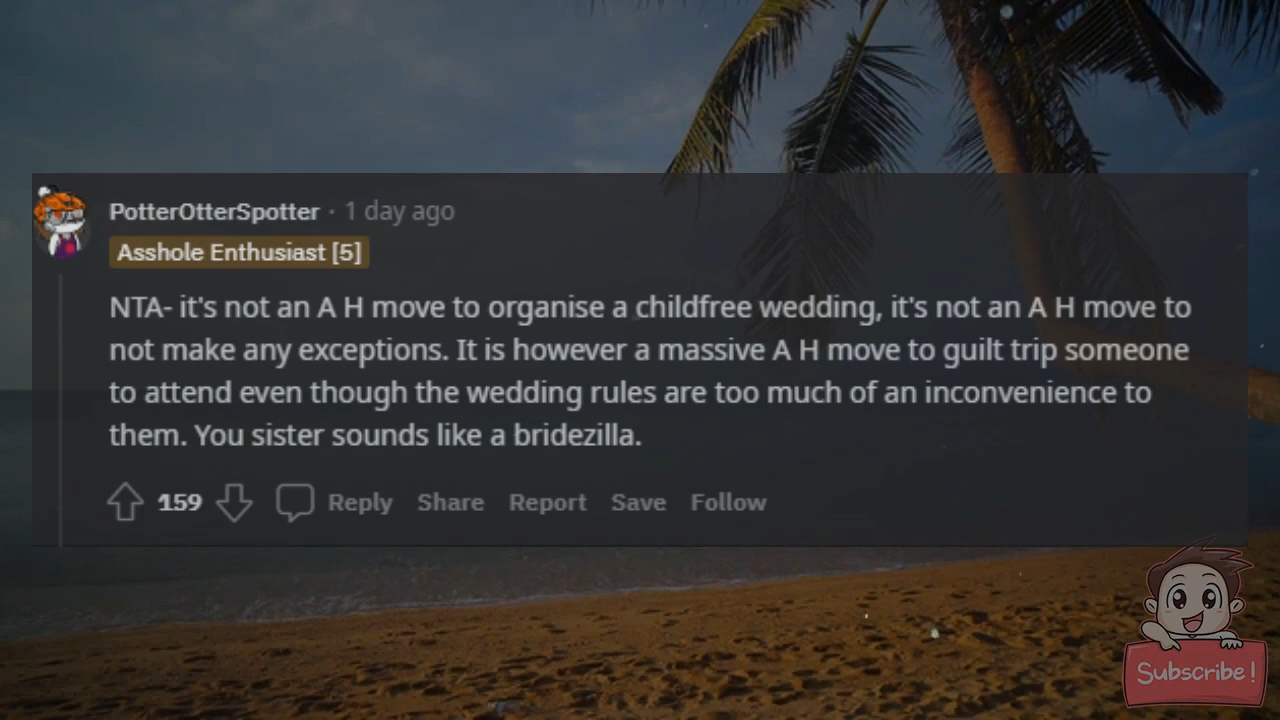 PotterOtterSpotter · 1 day ago
Asshole Enthusiast [5]
NTA- it's not an A H move to organise a childfree wedding, it's not an A H move to
not make any exceptions. It is however a massive A H move to guilt trip someone
to attend even though the wedding rules are too much of an inconvenience to
them. You sister sounds like a bridezilla.
159 Reply Share Report Save Follow
Subscribe!